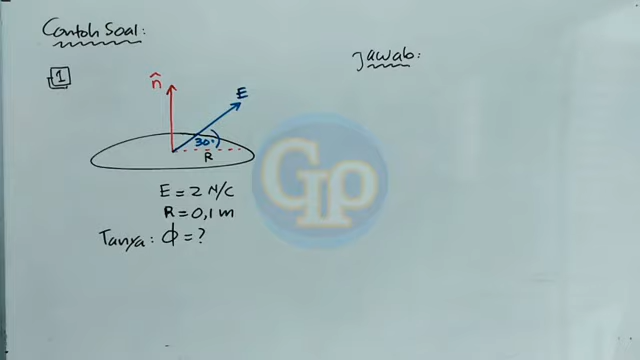 Contoh Soal:
1
n̂
E
30°
R
E = 2 N/C
R = 0,1 m
Tanya: ϕ = ?
Jawab:
GIP